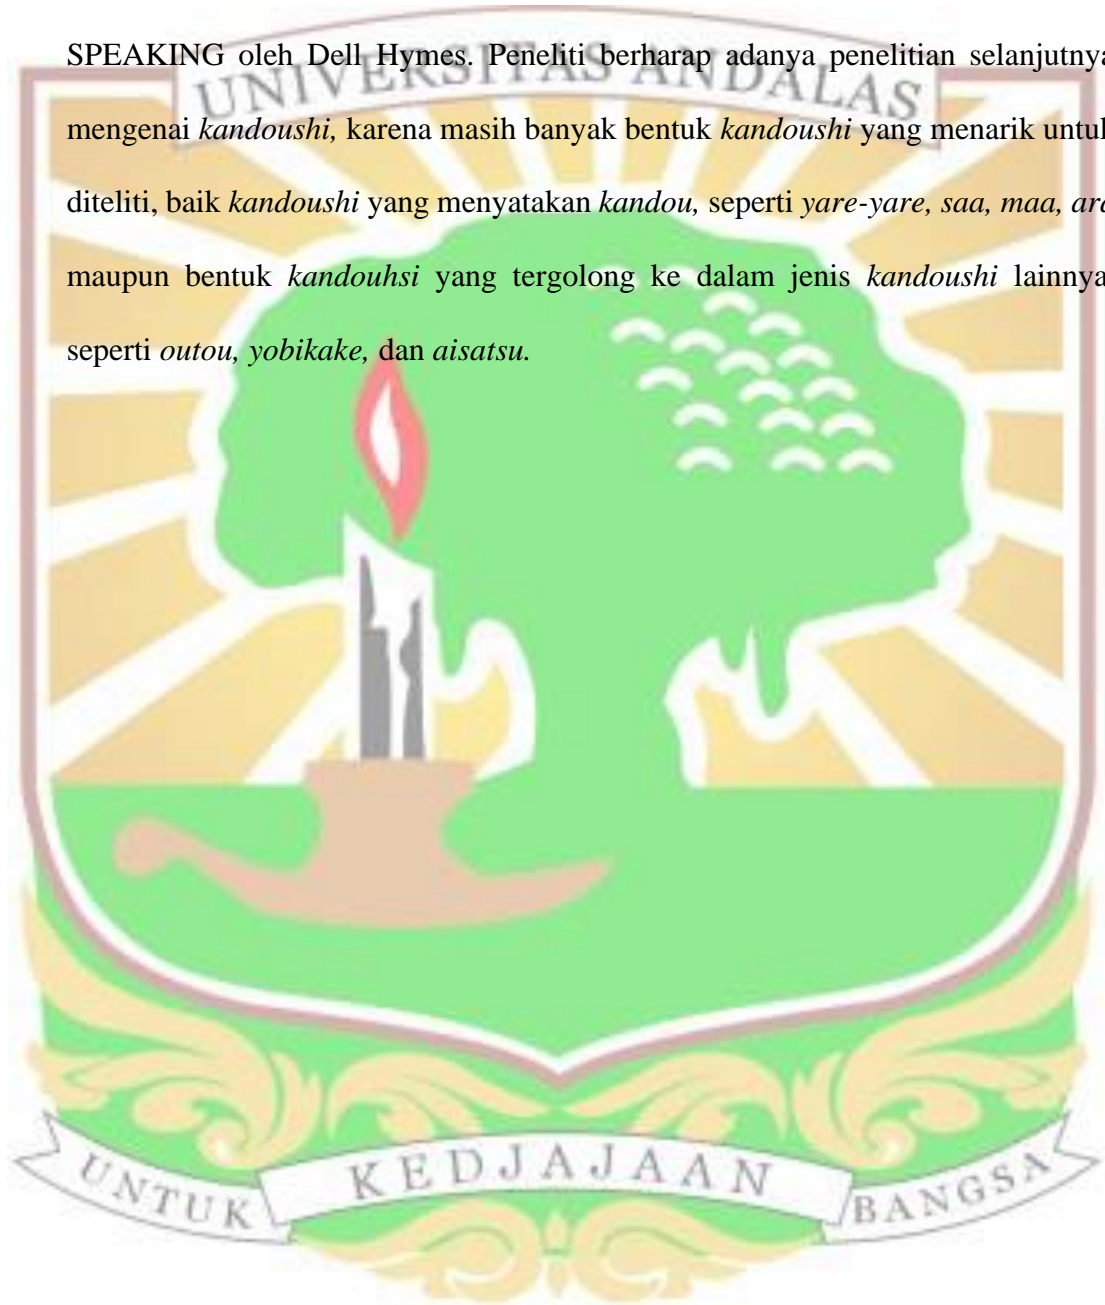 SPEAKING oleh Dell Hymes. Peneliti berharap adanya penelitian selanjutnya
UNIVERSITAS ANDALAS
mengenai kandoushi, karena masih banyak bentuk kandoushi yang menarik untuk
diteliti, baik kandoushi yang menyatakan kandou, seperti yare-yare, saa, maa, ara
maupun bentuk kandouhsi yang tergolong ke dalam jenis kandoushi lainnya
seperti outou, yobikake, dan aisatsu.
UNTUK KEDJAJAAN BANGSA